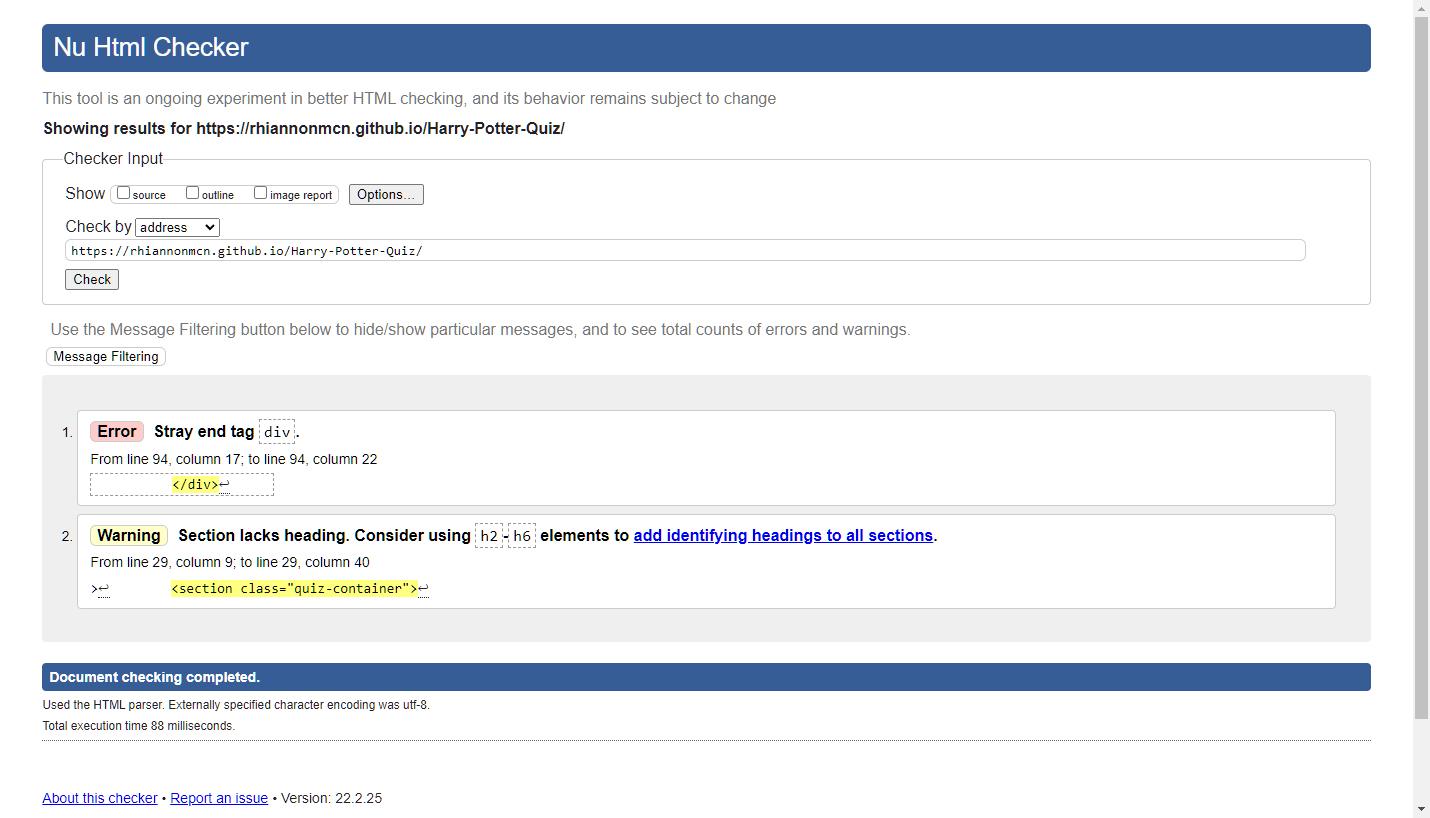 Nu Html Checker
This tool is an ongoing experiment in better HTML checking, and its behavior remains subject to change
Showing results for https://rhiannonmcn.github.io/Harry-Potter-Quiz/
Checker Input
Show source outline image report Options...
Check by address
https://rhiannonmcn.github.io/Harry-Potter-Quiz/
Check
Use the Message Filtering button below to hide/show particular messages, and to see total counts of errors and warnings.
Message Filtering
1. Error Stray end tag div.
From line 94, column 17; to line 94, column 22
</div>↩
2. Warning Section lacks heading. Consider using h2-h6 elements to add identifying headings to all sections.
From line 29, column 9; to line 29, column 40
>↩ <section class="quiz-container">↩
Document checking completed.
Used the HTML parser. Externally specified character encoding was utf-8.
Total execution time 88 milliseconds.
About this checker • Report an issue • Version: 22.2.25